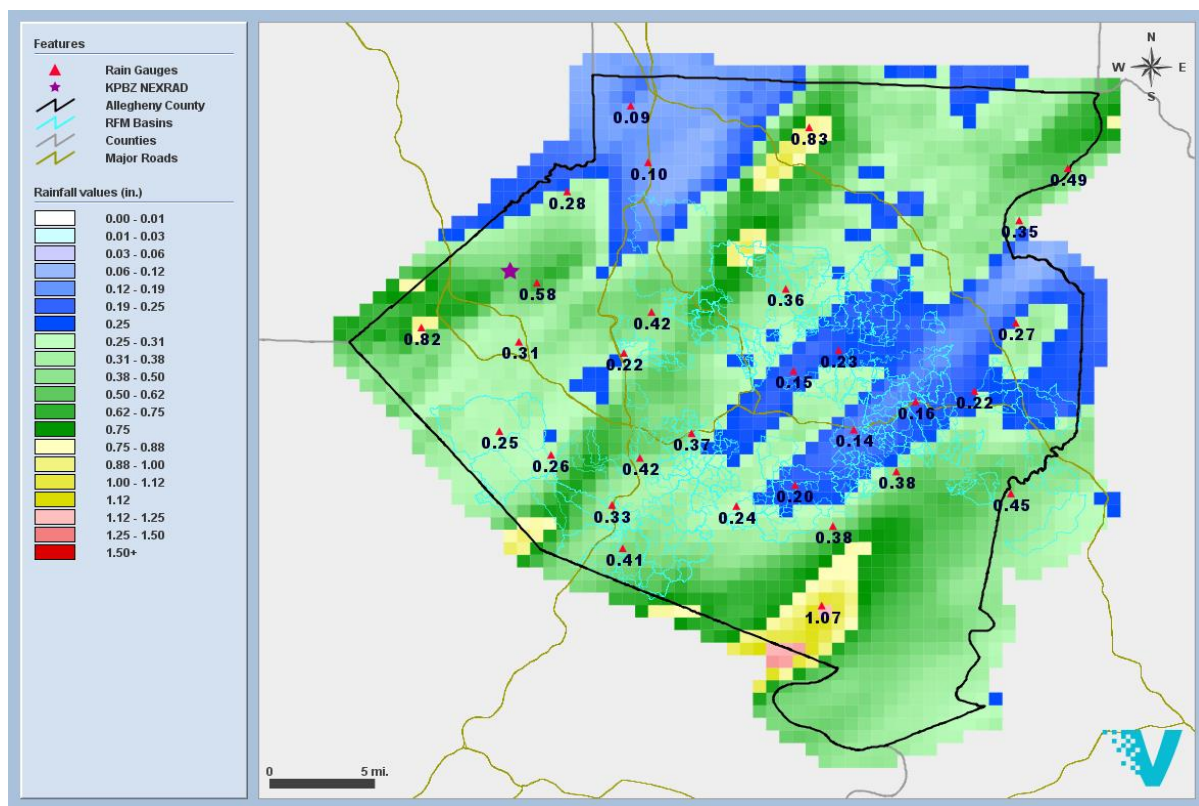 Features
Rain Gauges
KPBZ NEXRAD
Allegheny County
RFM Basins
Counties
Major Roads
Rainfall values (in.)
0.00 - 0.01
0.01 - 0.03
0.03 - 0.06
0.06 - 0.12
0.12 - 0.19
0.19 - 0.25
0.25
0.25 - 0.31
0.31 - 0.38
0.38 - 0.50
0.50 - 0.62
0.62 - 0.75
0.75
0.75 - 0.88
0.88 - 1.00
1.00 - 1.12
1.12
1.12 - 1.25
1.25 - 1.50
1.50+
N
W E
S
0.09
0.83
0.10
0.49
0.28
0.35
0.58
0.36
0.42
0.82
0.27
0.31
0.22
0.23
0.15
0.22
0.16
0.25
0.37
0.14
0.26
0.42
0.38
0.20
0.45
0.33
0.24
0.38
0.41
1.07
0 5 mi.
V